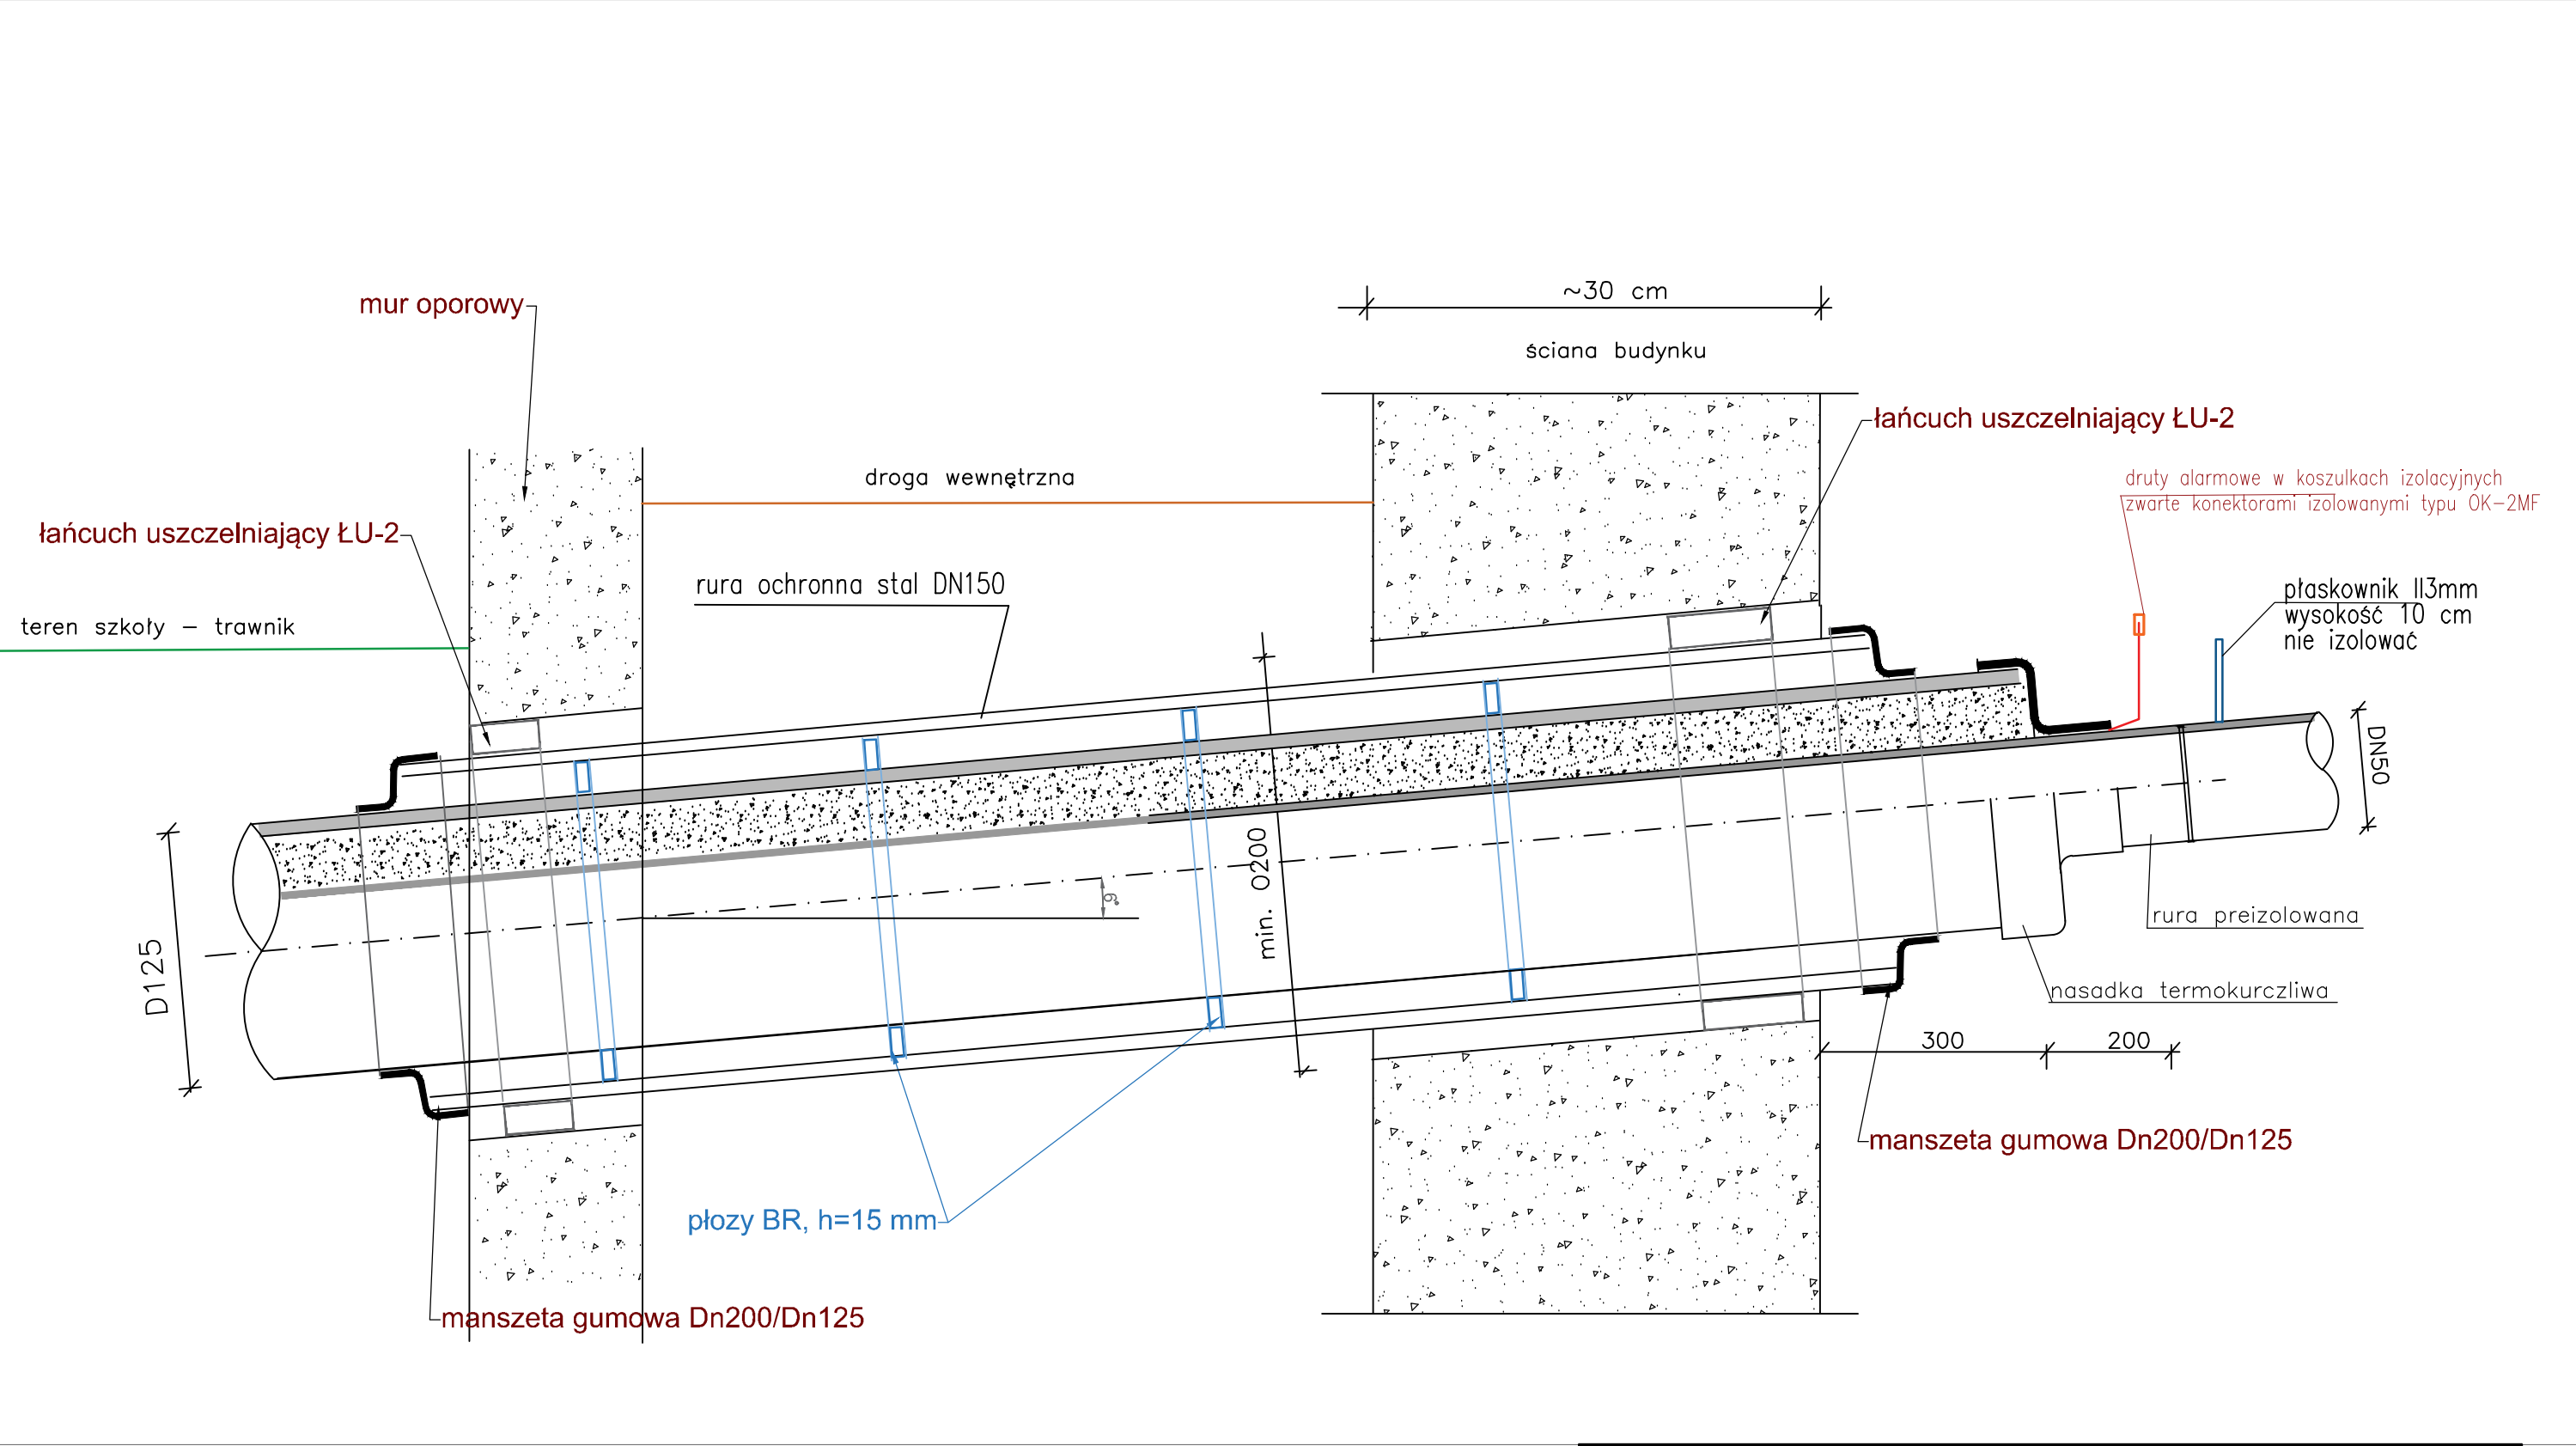 ~30 cm
mur oporowy
ściana budynku
łańcuch uszczelniający ŁU-2
droga wewnętrzna
druty alarmowe w koszulkach izolacyjnych
zwarte konektorami izolowanymi typu OK-2MF
łańcuch uszczelniający ŁU-2
rura ochronna stal DN150
płaskownik II3mm
wysokość 10 cm
nie izolować
teren szkoły – trawnik
DN50
min. O200
D125
rura preizolowana
nasadka termokurczliwa
300
200
manszeta gumowa Dn200/Dn125
płozy BR, h=15 mm
manszeta gumowa Dn200/Dn125